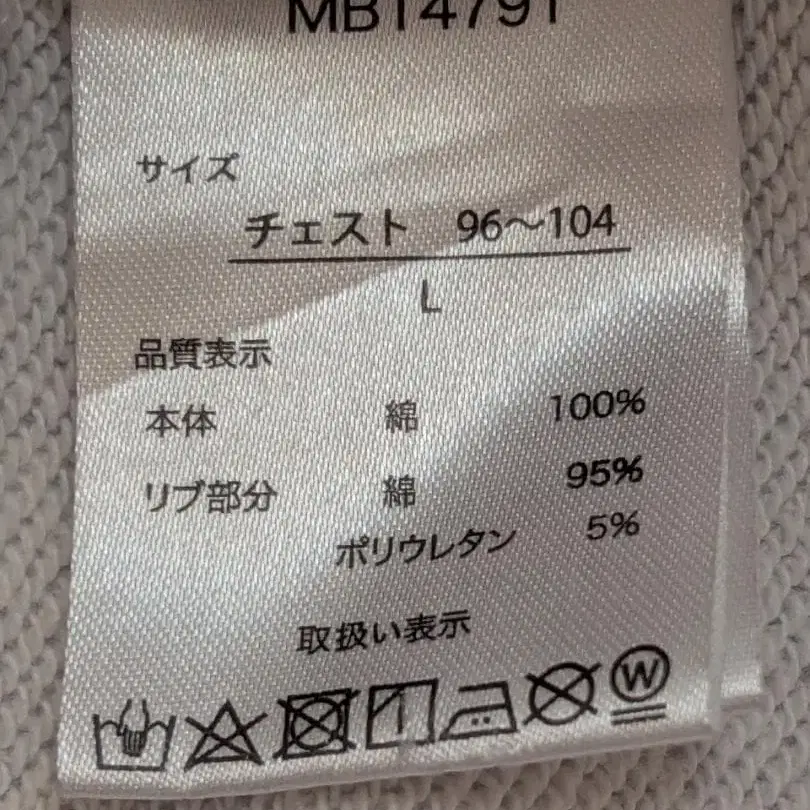 MB14791
サイズ
チェスト 96〜104
L
品質表示
本体 綿 100%
リブ部分 綿 95%
ポリウレタン 5%
取扱い表示
W